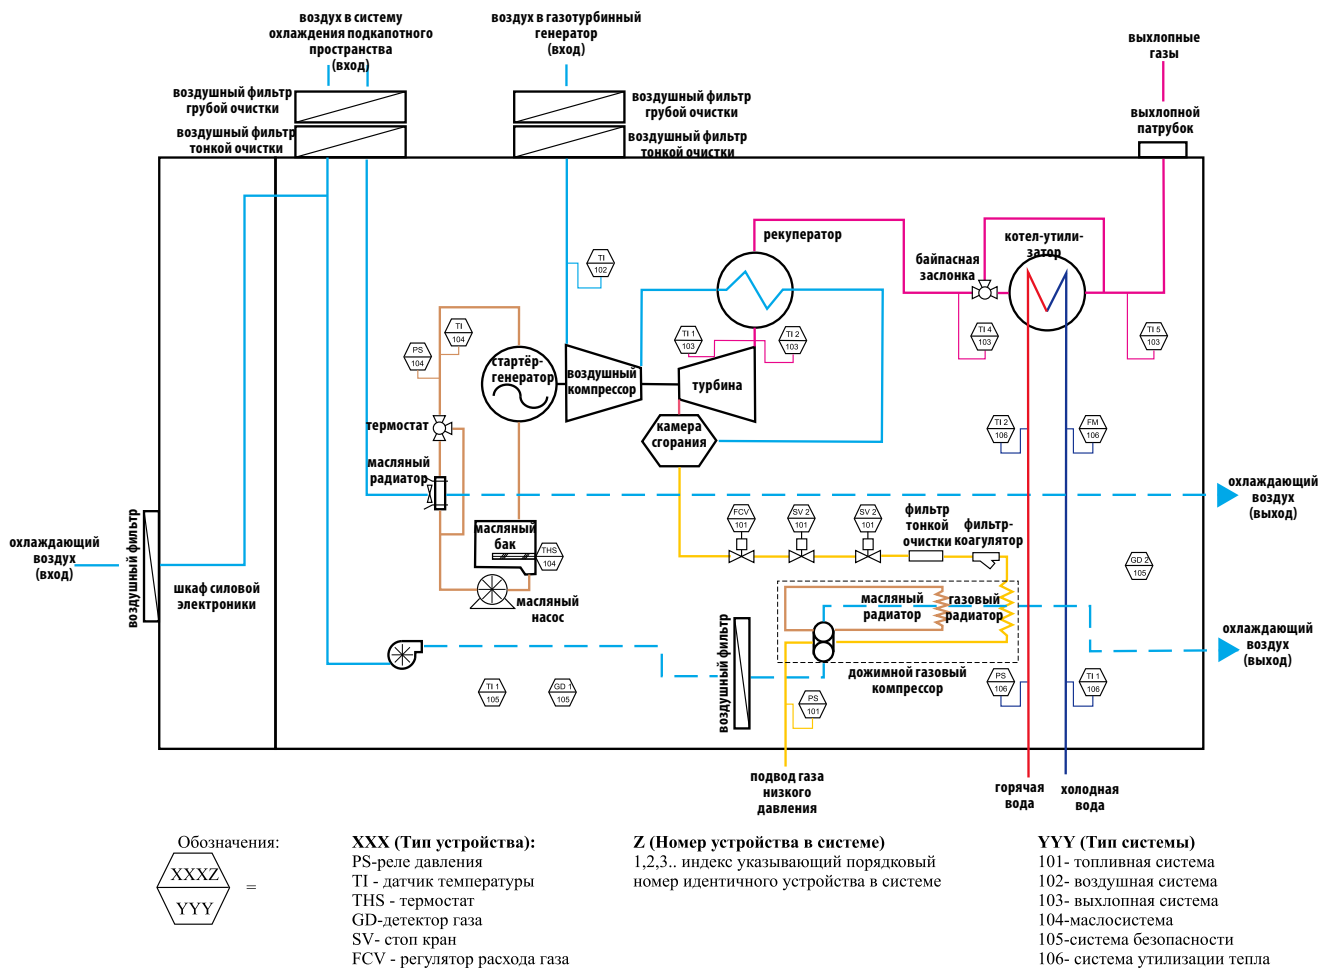 воздух в систему
охлаждения подкапотного
пространства
(вход)
воздух в газотурбинный
генератор
(вход)
выхлопные
газы
воздушный фильтр
грубой очистки
воздушный фильтр
тонкой очистки
воздушный фильтр
грубой очистки
воздушный фильтр
тонкой очистки
выхлопной
патрубок
рекуператор
котел-утили-
затор
байпасная
заслонка
TI
102
TI
104
PS
104
TI 1
103
TI 2
103
TI 4
103
TI 5
103
стартёр-
генератор
воздушный
компрессор
турбина
камера
сгорания
термостат
масляный
радиатор
TI 2
106
FM
106
охлаждающий
воздух
(выход)
FCV
101
SV 2
101
SV 2
101
фильтр
тонкой
очистки
фильтр-
коагулятор
масляный
бак
THS
104
масляный
насос
охлаждающий
воздух
(вход)
воздушный фильтр
шкаф силовой
электроники
GD 2
105
масляный
радиатор
газовый
радиатор
охлаждающий
воздух
(выход)
воздушный фильтр
дожимной газовый
компрессор
TI 1
105
GD 1
105
PS
101
PS
106
TI 1
106
подвод газа
низкого
давления
горячая
вода
холодная
вода
Обозначения:
XXXZ
YYY
=
XXX (Тип устройства):
PS-реле давления
TI - датчик температуры
THS - термостат
GD-детектор газа
SV- стоп кран
FCV - регулятор расхода газа
Z (Номер устройства в системе)
1,2,3.. индекс указывающий порядковый
номер идентичного устройства в системе
YYY (Тип системы)
101- топливная система
102- воздушная система
103- выхлопная система
104-маслосистема
105-система безопасности
106- система утилизации тепла